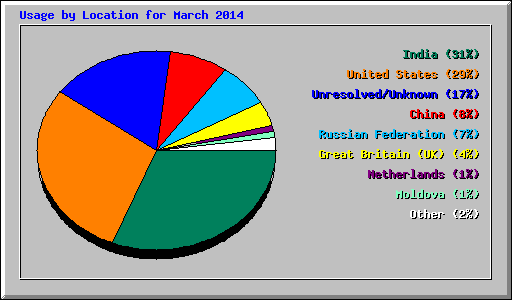 Usage by Location for March 2014
India (31%)
United States (29%)
Unresolved/Unknown (17%)
China (8%)
Russian Federation (7%)
Great Britain (UK) (4%)
Netherlands (1%)
Moldova (1%)
Other (2%)